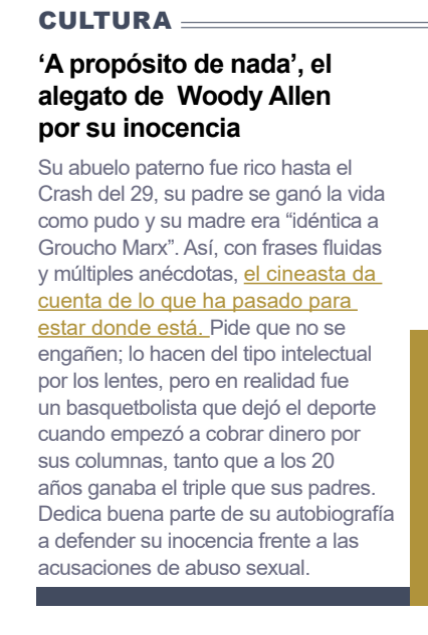 CULTURA
‘A propósito de nada’, el
alegato de Woody Allen
por su inocencia
Su abuelo paterno fue rico hasta el
Crash del 29, su padre se ganó la vida
como pudo y su madre era “idéntica a
Groucho Marx”. Así, con frases fluidas
y múltiples anécdotas, el cineasta da
cuenta de lo que ha pasado para
estar donde está. Pide que no se
engañen; lo hacen del tipo intelectual
por los lentes, pero en realidad fue
un basquetbolista que dejó el deporte
cuando empezó a cobrar dinero por
sus columnas, tanto que a los 20
años ganaba el triple que sus padres.
Dedica buena parte de su autobiografía
a defender su inocencia frente a las
acusaciones de abuso sexual.